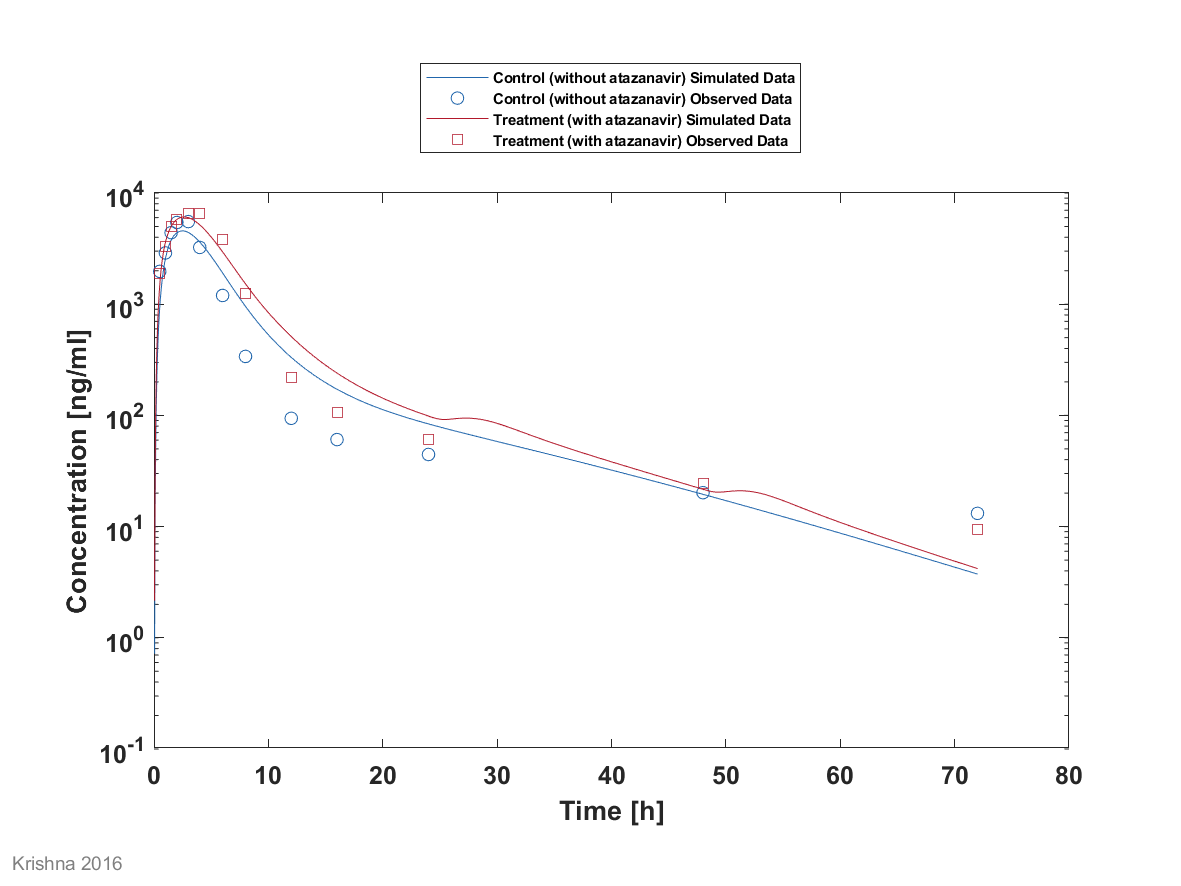 Control (without atazanavir) Simulated Data
Control (without atazanavir) Observed Data
Treatment (with atazanavir) Simulated Data
Treatment (with atazanavir) Observed Data
10^4
10^3
10^2
10^1
10^0
10^-1
Concentration [ng/ml]
0 10 20 30 40 50 60 70 80
Time [h]
Krishna 2016